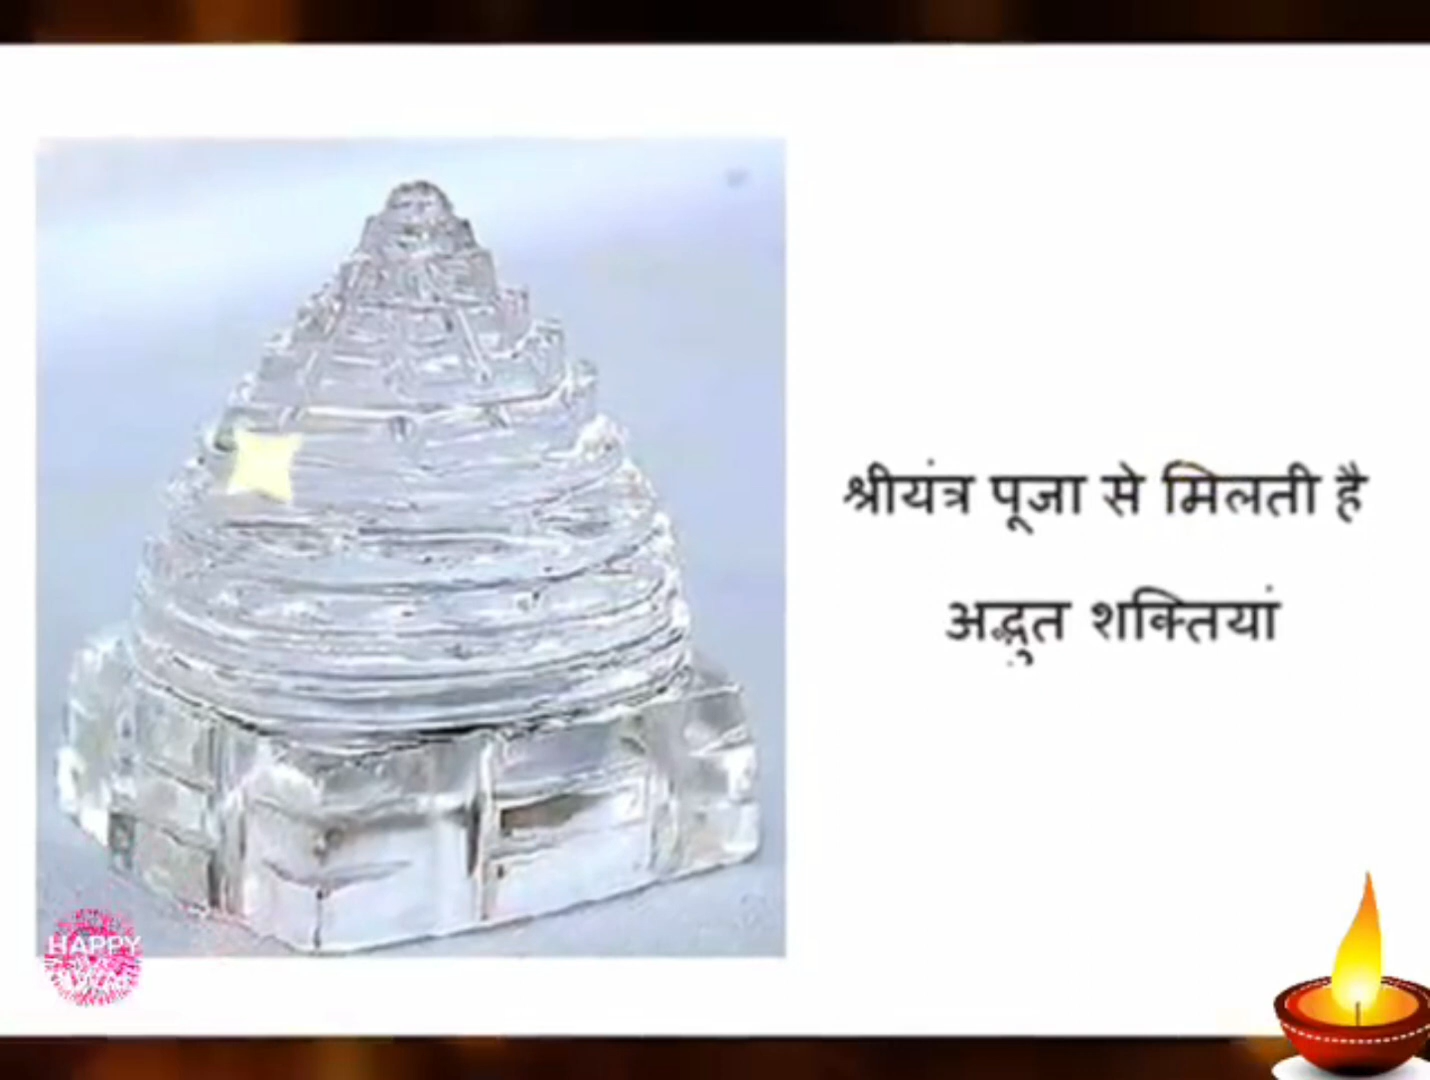 श्रीयंत्र पूजा से मिलती है
अद्भुत शक्तियां
HAPPY